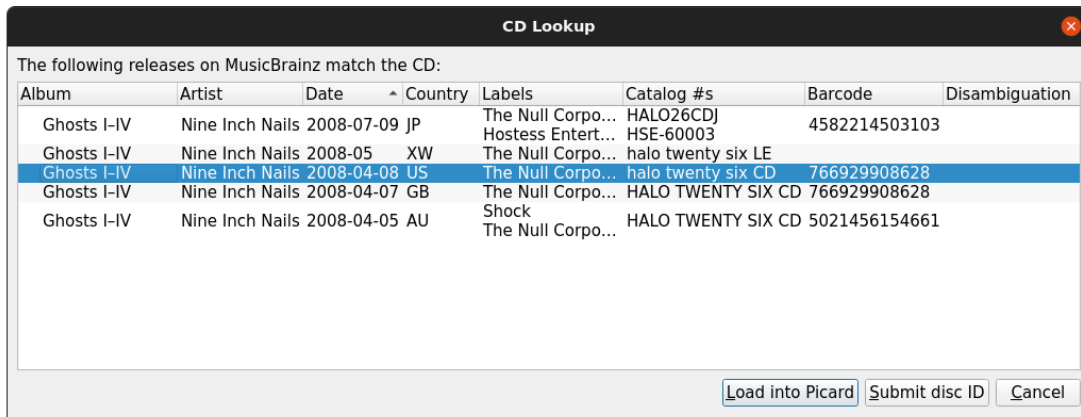 CD Lookup
The following releases on MusicBrainz match the CD:
Album Artist Date Country Labels Catalog #s Barcode Disambiguation
The Null Corpo... HALO26CDJ
Ghosts I–IV Nine Inch Nails 2008-07-09 JP 4582214503103
Hostess Entert... HSE-60003
Ghosts I–IV Nine Inch Nails 2008-05 XW The Null Corpo... halo twenty six LE
Ghosts I–IV Nine Inch Nails 2008-04-08 US The Null Corpo... halo twenty six CD 766929908628
Ghosts I–IV Nine Inch Nails 2008-04-07 GB The Null Corpo... HALO TWENTY SIX CD 766929908628
Shock
Ghosts I–IV Nine Inch Nails 2008-04-05 AU HALO TWENTY SIX CD 5021456154661
The Null Corpo...
Load into Picard Submit disc ID Cancel